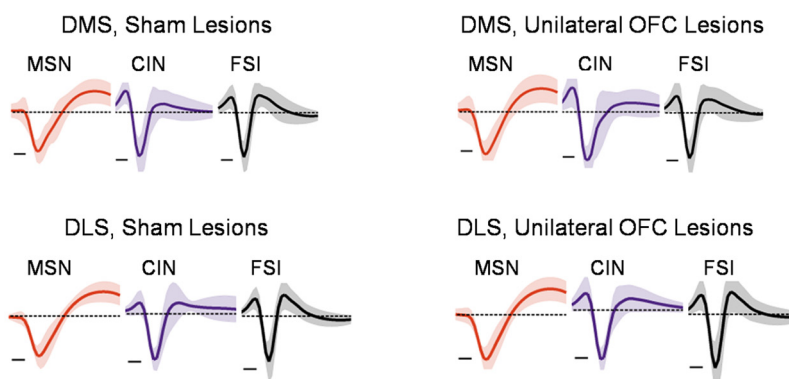 DMS, Sham Lesions
MSN CIN FSI
DMS, Unilateral OFC Lesions
MSN CIN FSI
DLS, Sham Lesions
MSN CIN FSI
DLS, Unilateral OFC Lesions
MSN CIN FSI